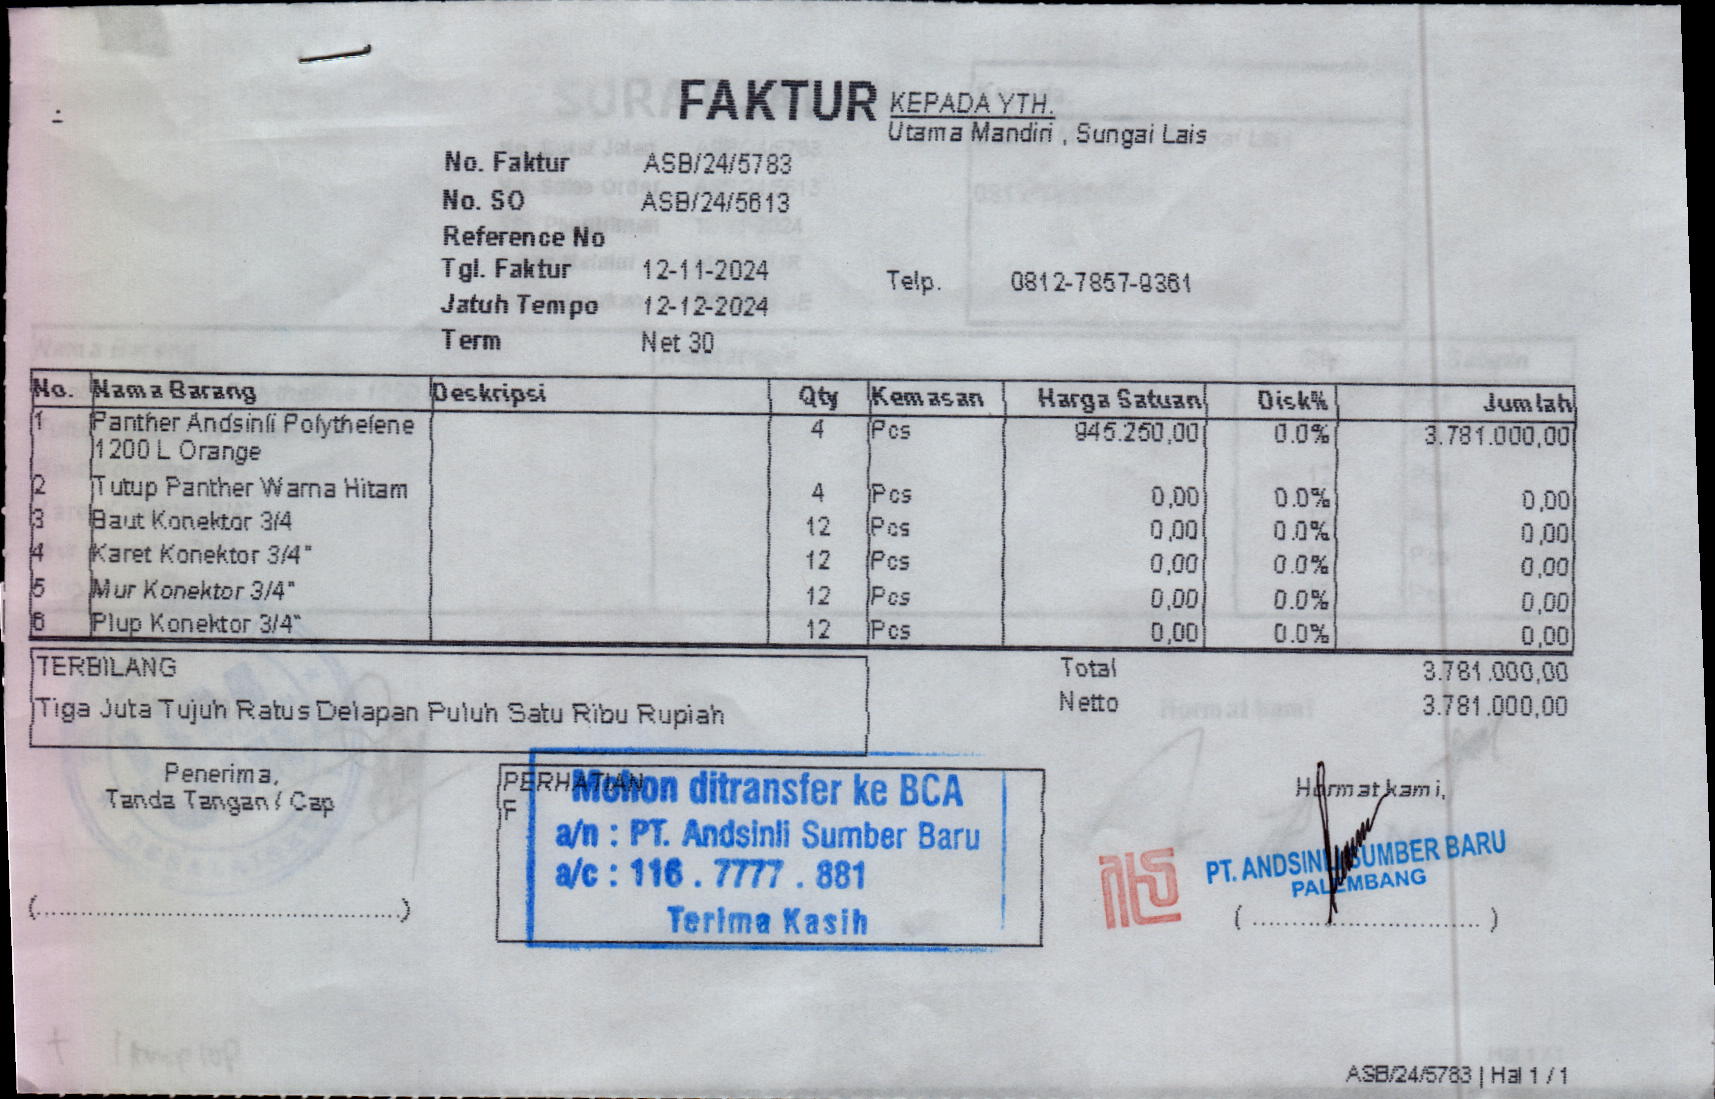 FAKTUR
KEPADA YTH.
Utama Mandiri , Sungai Lais
No. Faktur ASB/24/5783
No. SO ASB/24/5613
Reference No
Tgl. Faktur 12-11-2024
Telp. 0812-7857-9361
Jatuh Tempo 12-12-2024
Term Net 30
No. Nama Barang Deskripsi Qty Kemasan Harga Satuan Disk% Jumlah
1 Panther Andsinli Polythelene 4 Pcs 945.250,00 0.0% 3.781.000,00
1200 L Orange
2 Tutup Panther Warna Hitam 4 Pcs 0,00 0.0% 0,00
3 Baut Konektor 3/4 12 Pcs 0,00 0.0% 0,00
4 Karet Konektor 3/4" 12 Pcs 0,00 0.0% 0,00
5 Mur Konektor 3/4" 12 Pcs 0,00 0.0% 0,00
6 Plup Konektor 3/4" 12 Pcs 0,00 0.0% 0,00
TERBILANG
Tiga Juta Tujuh Ratus Delapan Puluh Satu Ribu Rupiah
Total 3.781.000,00
Netto 3.781.000,00
Penerima,
Tanda Tangan / Cap
(..........................................................)
PERHATIAN
F
Mohon ditransfer ke BCA
a/n : PT. Andsinli Sumber Baru
a/c : 116 . 7777 . 881
Terima Kasih
Hormat kami,
PT. ANDSINLI SUMBER BARU
PALEMBANG
( .................................... )
ASB/24/5783 | Hal 1 / 1